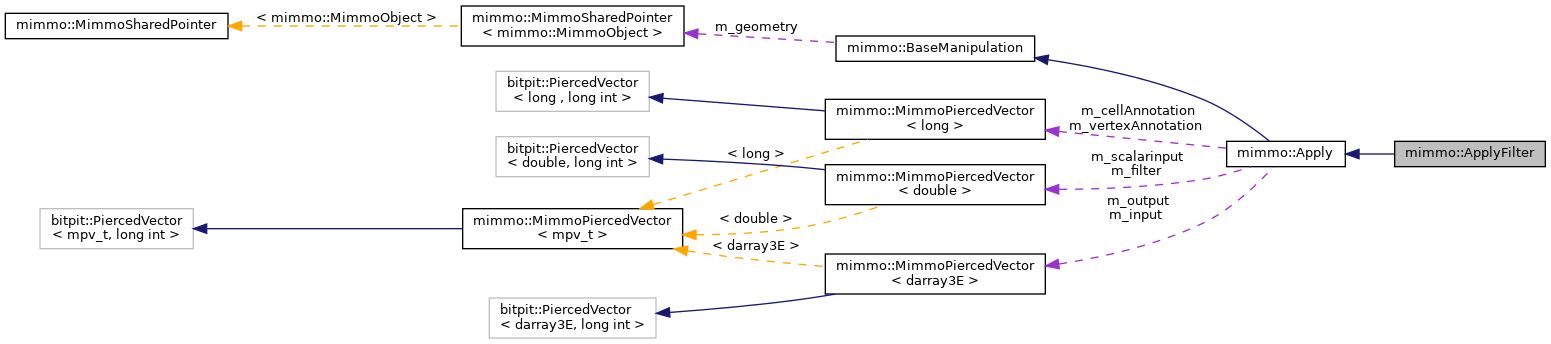 mimmo::MimmoSharedPointer
< mimmo::MimmoObject >
mimmo::MimmoSharedPointer
< mimmo::MimmoObject >
m_geometry
mimmo::BaseManipulation
bitpit::PiercedVector
< long , long int >
mimmo::MimmoPiercedVector
< long >
m_cellAnnotation
m_vertexAnnotation
bitpit::PiercedVector
< double, long int >
< long >
mimmo::MimmoPiercedVector
< double >
m_scalarinput
m_filter
mimmo::Apply
mimmo::ApplyFilter
bitpit::PiercedVector
< mpv_t, long int >
mimmo::MimmoPiercedVector
< mpv_t >
< double >
< darray3E >
m_output
m_input
mimmo::MimmoPiercedVector
< darray3E >
bitpit::PiercedVector
< darray3E, long int >